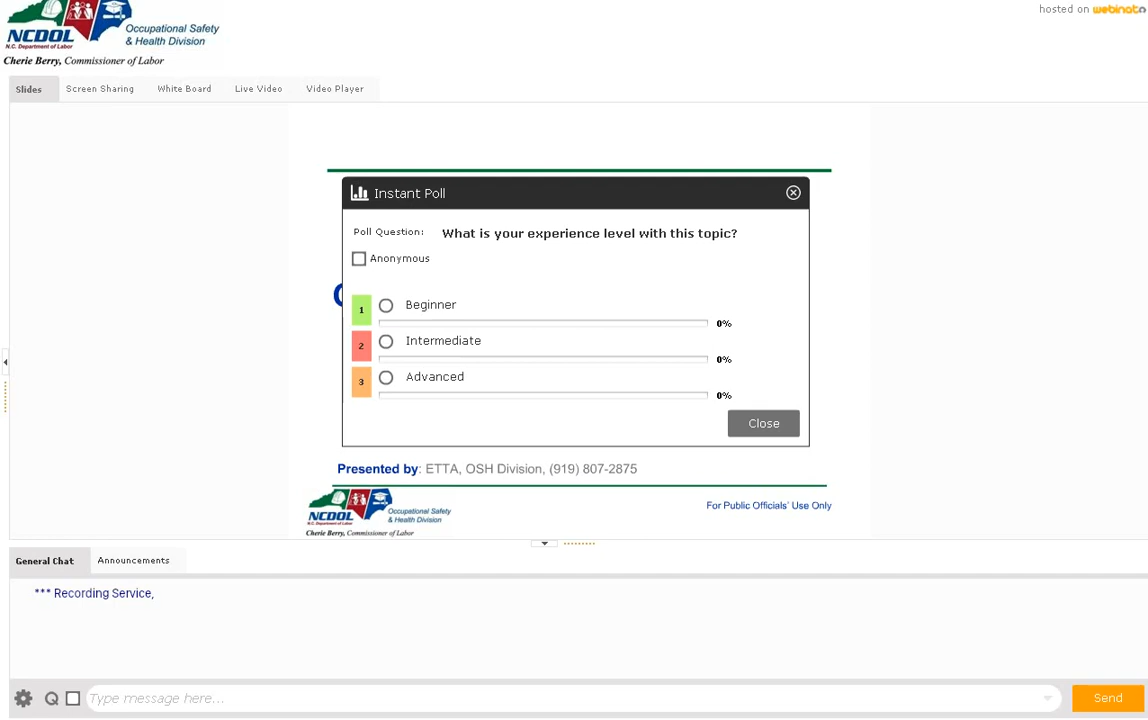 hosted on webinato
NCDOL
N.C. Department of Labor
Occupational Safety
& Health Division
Cherie Berry, Commissioner of Labor
Slides
Screen Sharing
White Board
Live Video
Video Player
Instant Poll
Poll Question: What is your experience level with this topic?
Anonymous
1 Beginner
0%
2 Intermediate
0%
3 Advanced
0%
Close
Presented by: ETTA, OSH Division, (919) 807-2875
NCDOL
N.C. Department of Labor
Occupational Safety
& Health Division
Cherie Berry, Commissioner of Labor
For Public Officials' Use Only
General Chat
Announcements
*** Recording Service,
Q
Type message here...
Send